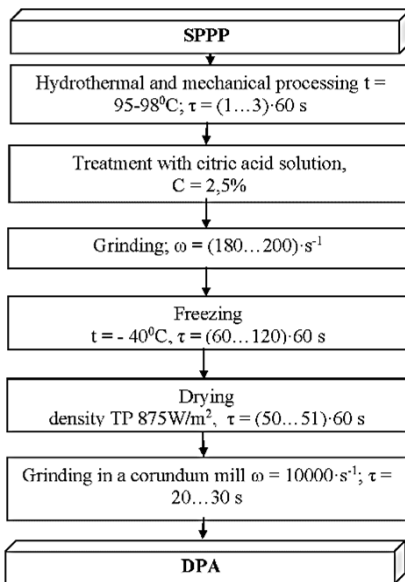 SPPP
Hydrothermal and mechanical processing t =
95-98⁰C; τ = (1…3)·60 s
Treatment with citric acid solution,
C = 2,5%
Grinding; ω = (180…200)·s⁻¹
Freezing
t = - 40⁰C, τ = (60…120)·60 s
Drying
density TP 875W/m², τ = (50…51)·60 s
Grinding in a corundum mill ω = 10000·s⁻¹; τ =
20…30 s
DPA